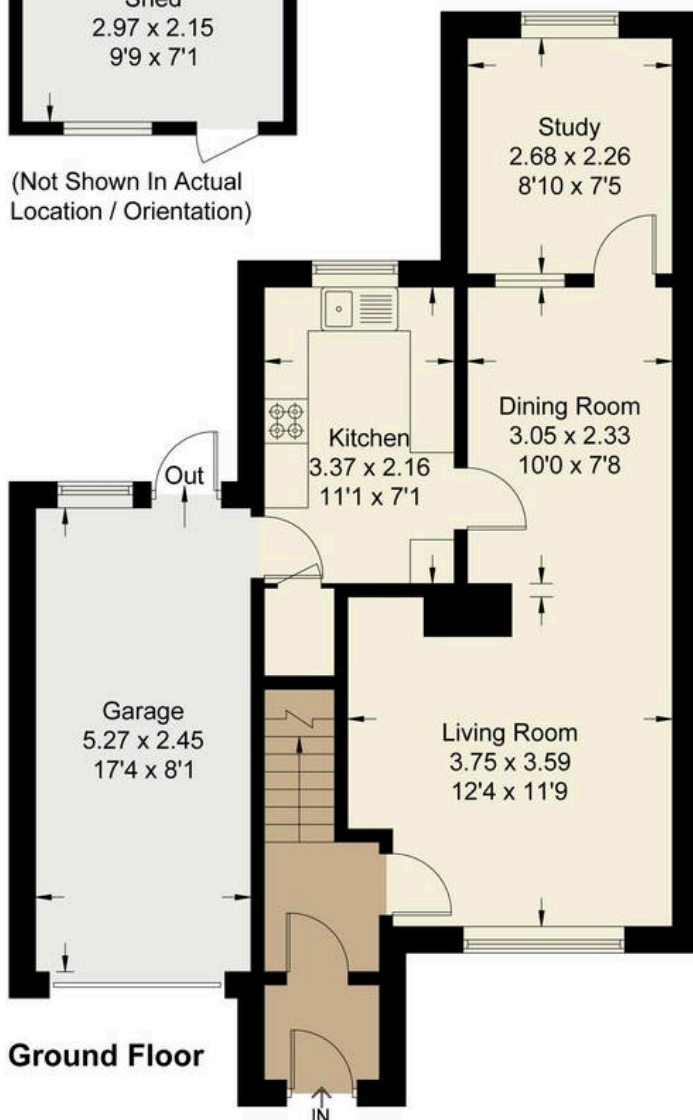 Shed
2.97 x 2.15
9'9 x 7'1
(Not Shown In Actual
Location / Orientation)
Study
2.68 x 2.26
8'10 x 7'5
Dining Room
3.05 x 2.33
10'0 x 7'8
Kitchen
3.37 x 2.16
11'1 x 7'1
Out
Garage
5.27 x 2.45
17'4 x 8'1
Living Room
3.75 x 3.59
12'4 x 11'9
Ground Floor
IN